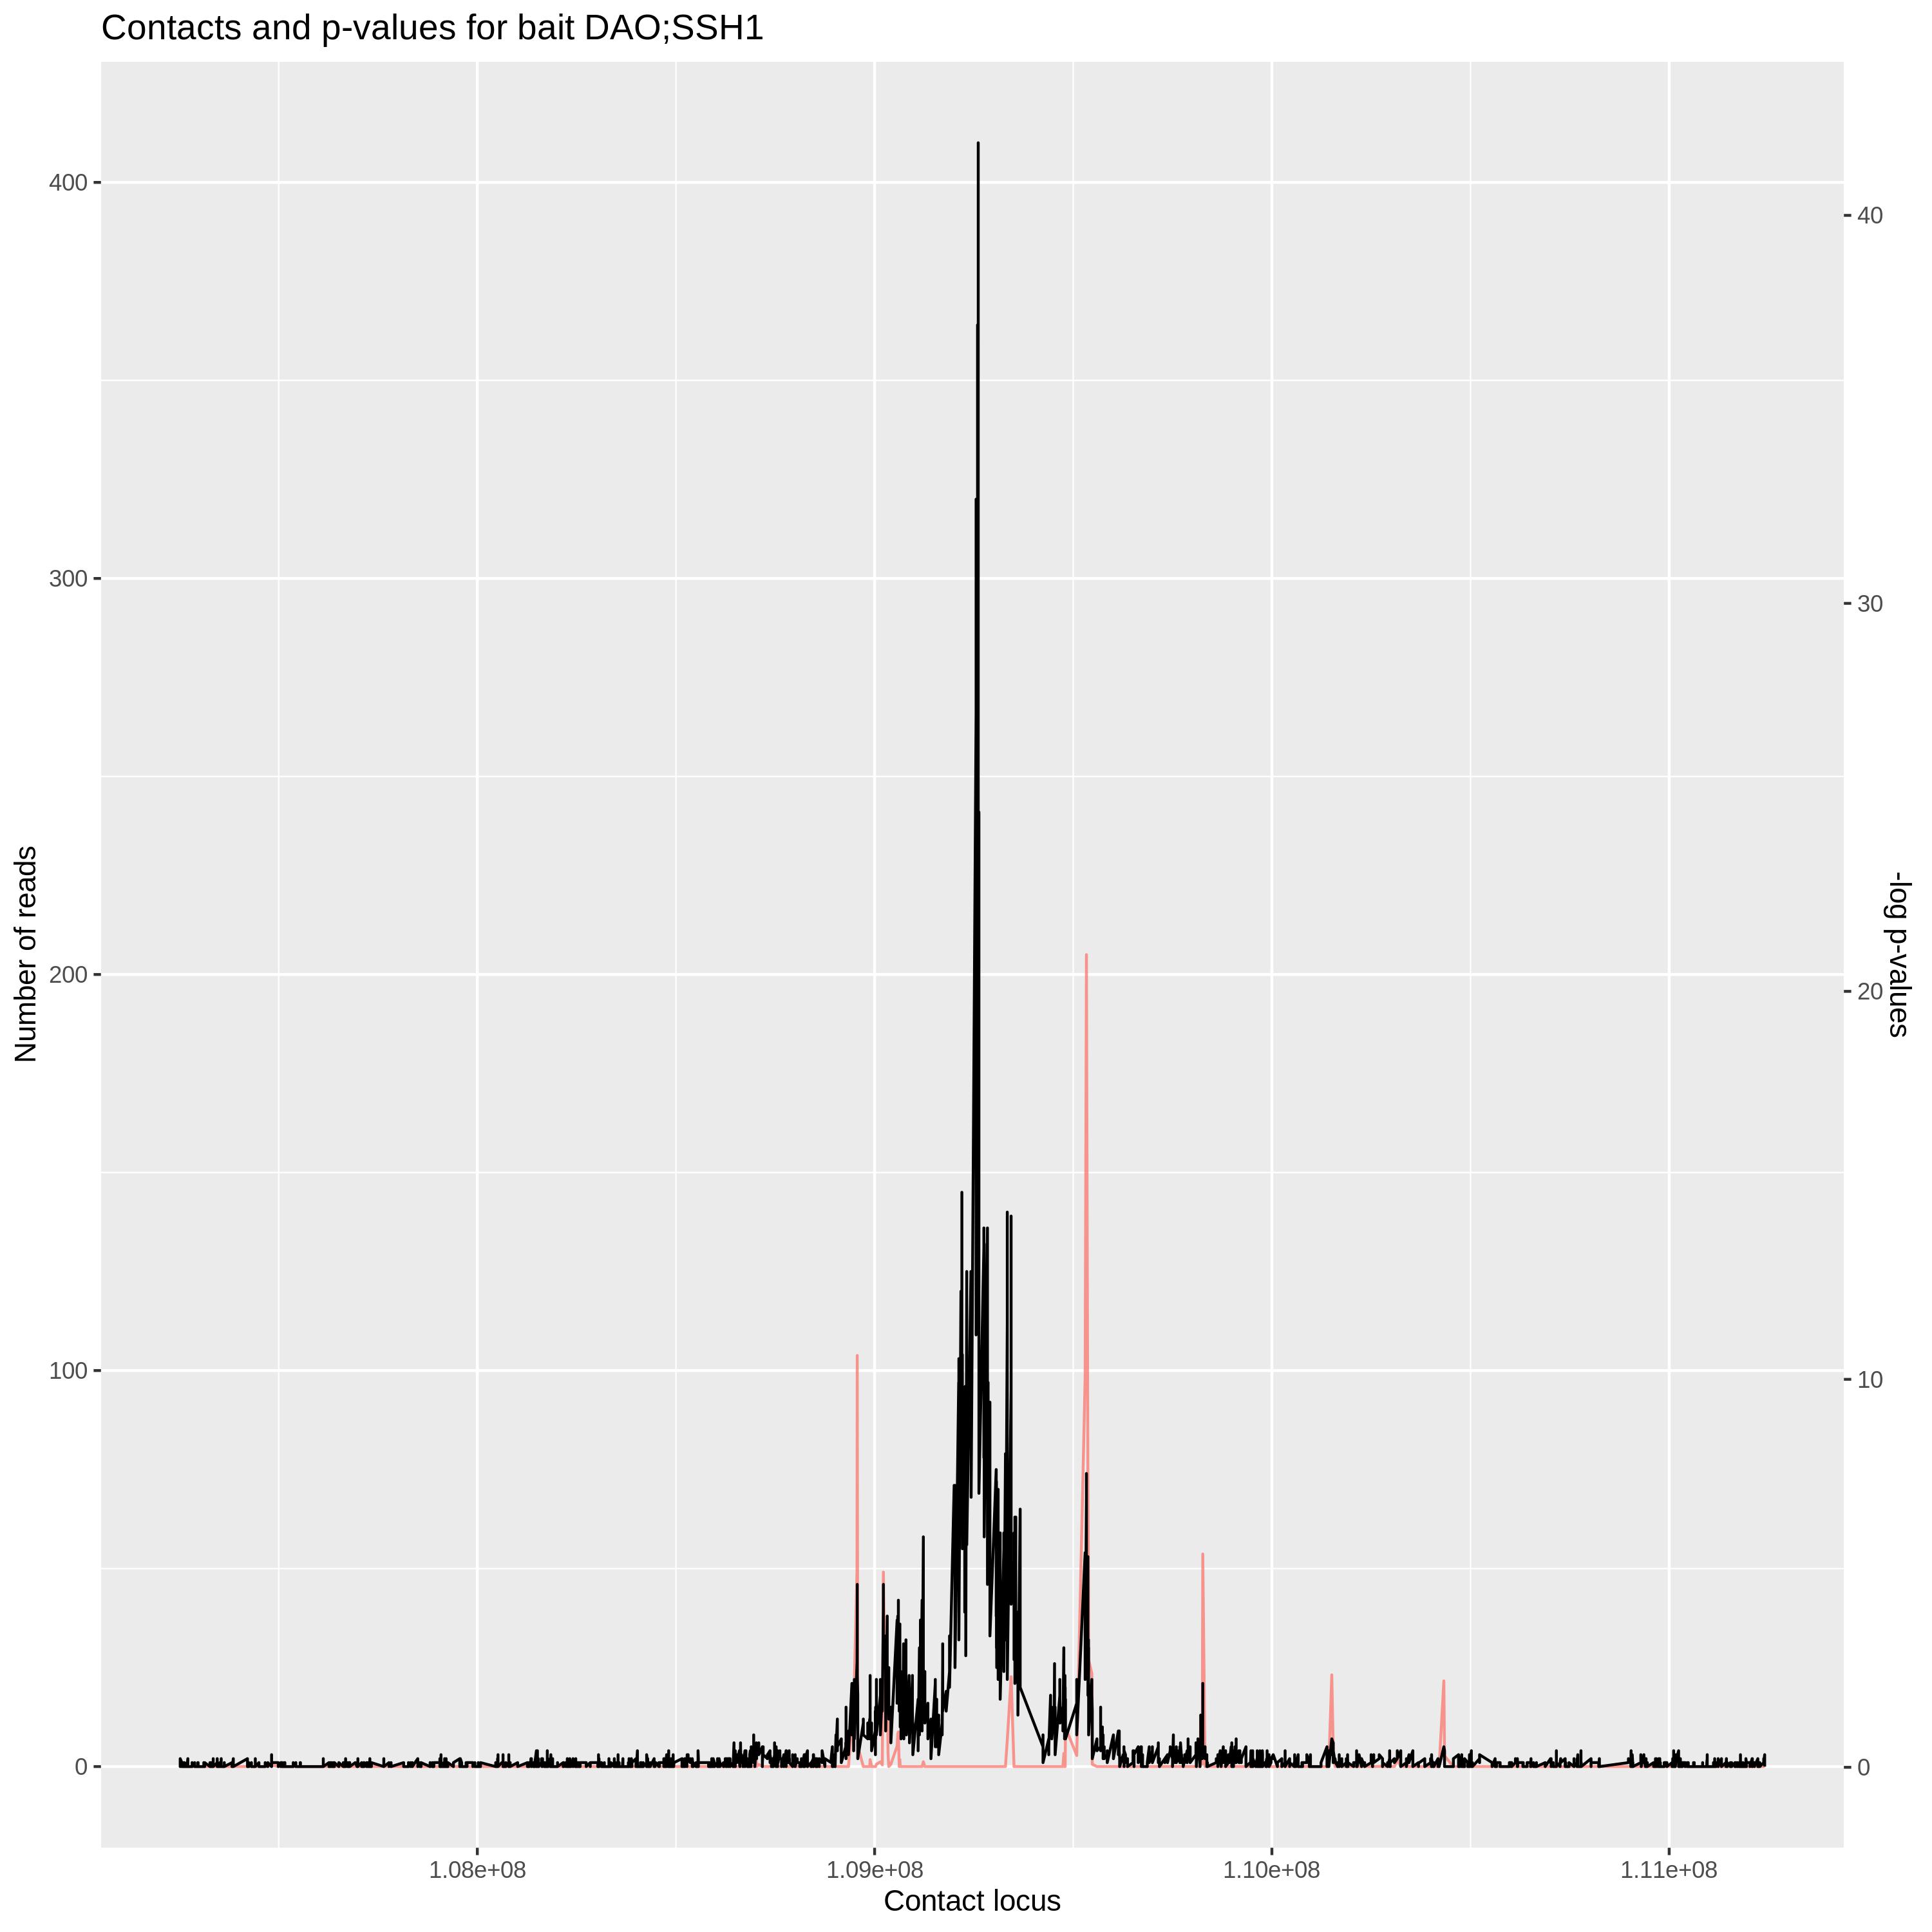 Contacts and p-values for bait DAO;SSH1
400
300
200
100
0
Number of reads
40
30
20
10
0
-log p-values
1.08e+08
1.09e+08
1.10e+08
1.11e+08
Contact locus